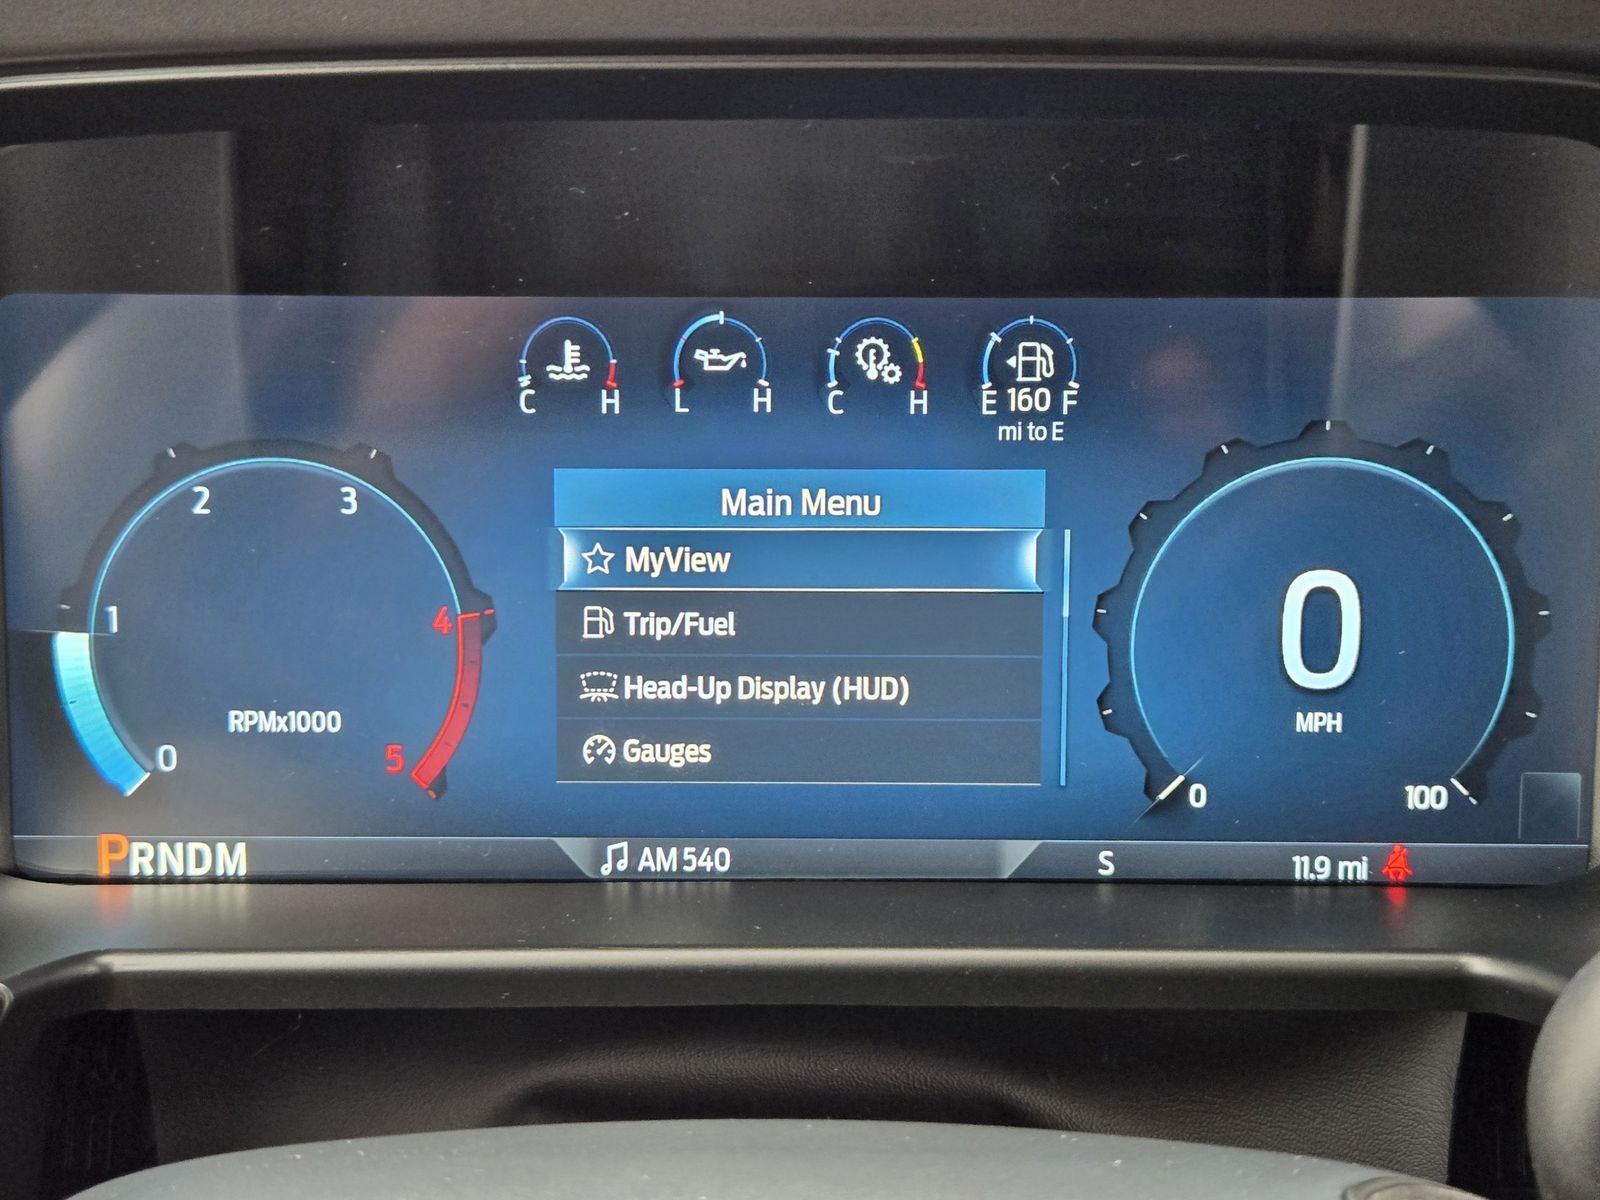 C H L H C H E 160 F
mi to E
Main Menu
MyView
Trip/Fuel
Head-Up Display (HUD)
Gauges
0
1
2
3
4
5
RPMx1000
0
MPH
0 100
PRNDM
AM 540
S
11.9 mi